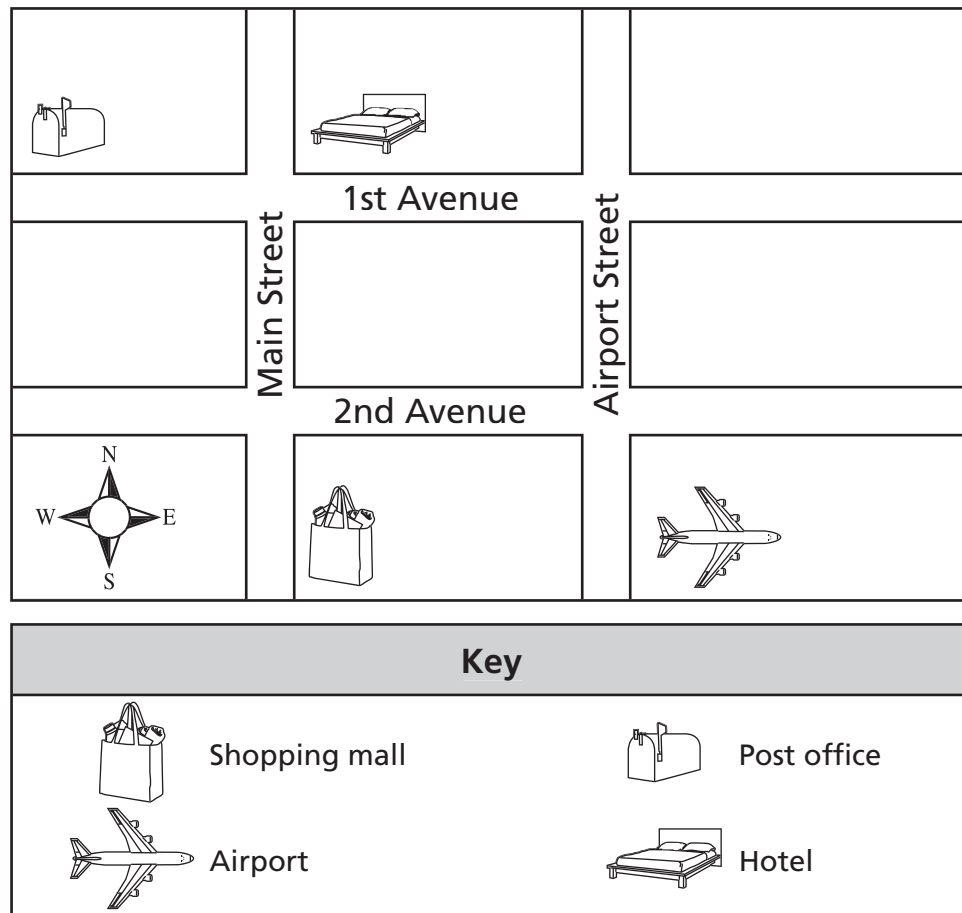 1st Avenue
Main Street
Airport Street
2nd Avenue
N
W E
S
Key
Shopping mall
Post office
Airport
Hotel